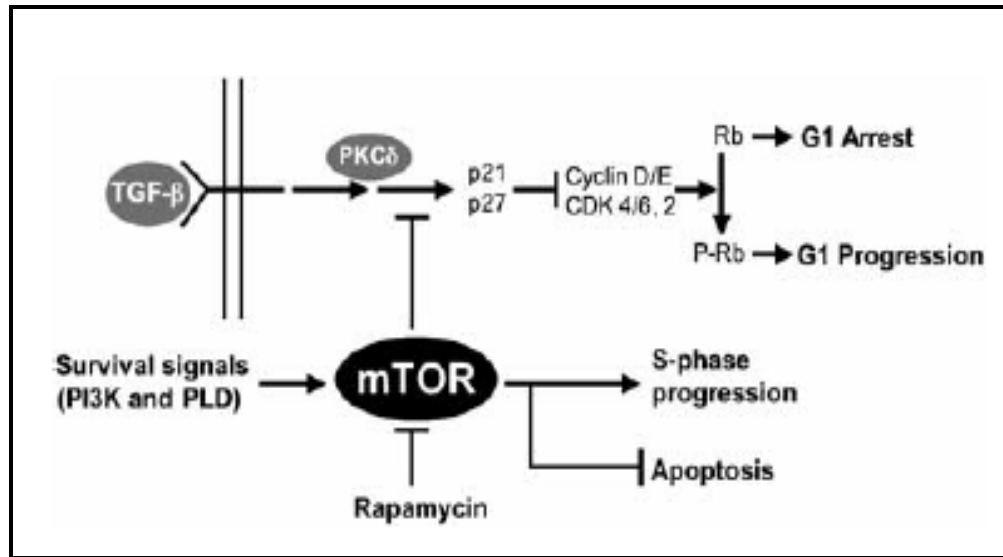 TGF-β
PKCδ
p21
p27
Cyclin D/E
CDK 4/6, 2
Rb
G1 Arrest
P-Rb
G1 Progression
Survival signals
(PI3K and PLD)
mTOR
S-phase
progression
Apoptosis
Rapamycin